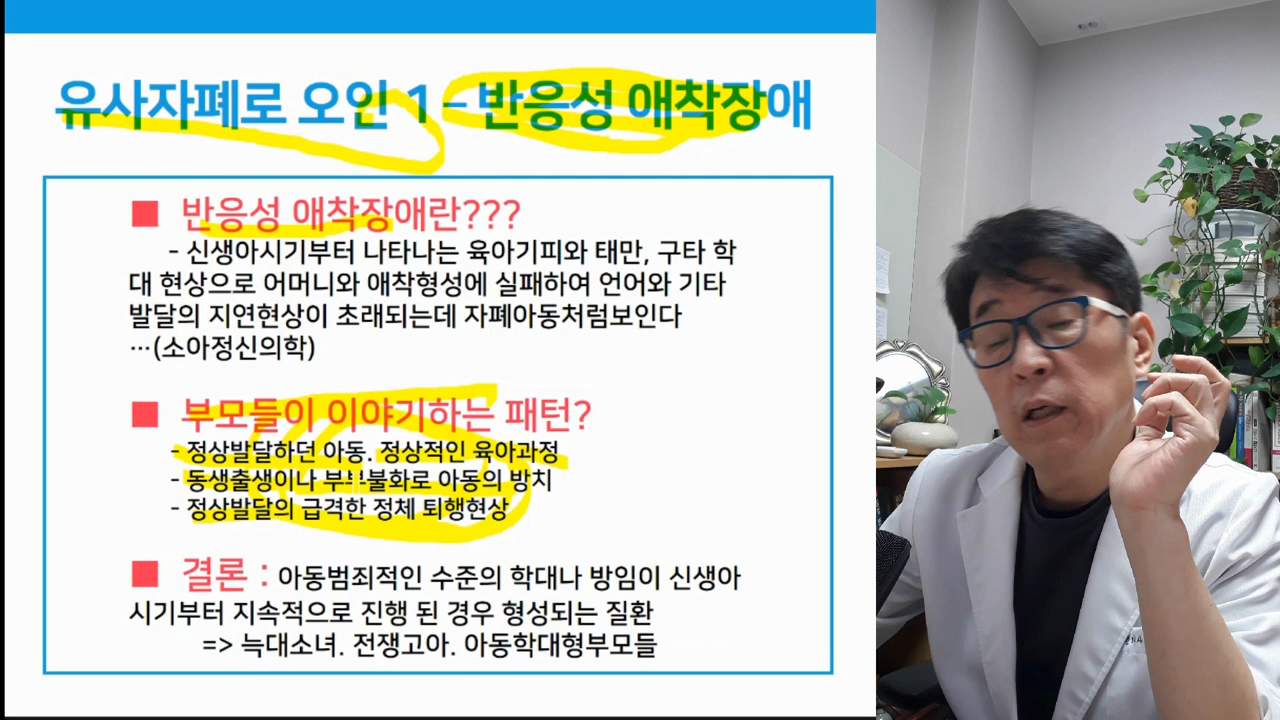 유사자폐로 오인 1 - 반응성 애착장애
■ 반응성 애착장애란???
- 신생아시기부터 나타나는 육아기피와 태만, 구타 학
대 현상으로 어머니와 애착형성에 실패하여 언어와 기타
발달의 지연현상이 초래되는데 자폐아동처럼보인다
…(소아정신의학)
■ 부모들이 이야기하는 패턴?
- 정상발달하던 아동. 정상적인 육아과정
- 동생출생이나 부부불화로 아동의 방치
- 정상발달의 급격한 정체 퇴행현상
■ 결론 : 아동범죄적인 수준의 학대나 방임이 신생아
시기부터 지속적으로 진행 된 경우 형성되는 질환
=> 늑대소녀. 전쟁고아. 아동학대형부모들